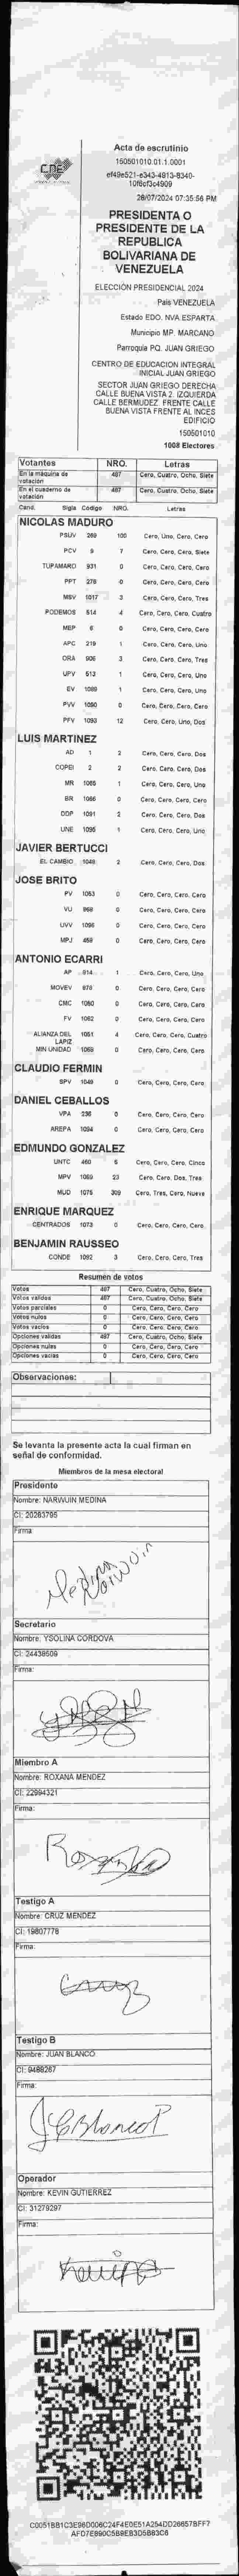 CDE
Acta de escrutinio
150501010.01.1.0001
ef49e521-e343-4913-8340-
10f6cf3c4909
28/07/2024 07:35:56 PM
PRESIDENTA O
PRESIDENTE DE LA
REPUBLICA
BOLIVARIANA DE
VENEZUELA
ELECCIÓN PRESIDENCIAL 2024
País VENEZUELA
Estado EDO. NVA.ESPARTA
Municipio MP. MARCANO
Parroquia PQ. JUAN GRIEGO
CENTRO DE EDUCACION INTEGRAL
INICIAL JUAN GRIEGO
SECTOR JUAN GRIEGO DERECHA
CALLE BUENA VISTA 2. IZQUIERDA
CALLE BERMUDEZ. FRENTE CALLE
BUENA VISTA FRENTE AL INCES
EDIFICIO
150501010
1008 Electores
Votantes NRO. Letras
En la máquina de votación 487 Cero, Cuatro, Ocho, Siete
En el cuaderno de votación 487 Cero, Cuatro, Ocho, Siete
Cand. Sigla Código NRO. Letras
NICOLAS MADURO
PSUV 269 100 Cero, Uno, Cero, Cero
PCV 9 7 Cero, Cero, Cero, Siete
TUPAMARO 931 0 Cero, Cero, Cero, Cero
PPT 278 0 Cero, Cero, Cero, Cero
MSV 1017 3 Cero, Cero, Cero, Tres
PODEMOS 514 4 Cero, Cero, Cero, Cuatro
MEP 6 0 Cero, Cero, Cero, Cero
APC 219 1 Cero, Cero, Cero, Uno
ORA 906 3 Cero, Cero, Cero, Tres
UPV 513 1 Cero, Cero, Cero, Uno
EV 1089 1 Cero, Cero, Cero, Uno
PVV 1090 0 Cero, Cero, Cero, Cero
PFV 1093 12 Cero, Cero, Uno, Dos
LUIS MARTINEZ
AD 1 2 Cero, Cero, Cero, Dos
COPEI 2 2 Cero, Cero, Cero, Dos
MR 1065 1 Cero, Cero, Cero, Uno
BR 1066 0 Cero, Cero, Cero, Cero
DDP 1091 2 Cero, Cero, Cero, Dos
UNE 1095 1 Cero, Cero, Cero, Uno
JAVIER BERTUCCI
EL CAMBIO 1048 2 Cero, Cero, Cero, Dos
JOSE BRITO
PV 1053 0 Cero, Cero, Cero, Cero
VU 968 0 Cero, Cero, Cero, Cero
UVV 1096 0 Cero, Cero, Cero, Cero
MPJ 458 0 Cero, Cero, Cero, Cero
ANTONIO ECARRI
AP 914 1 Cero, Cero, Cero, Uno
MOVEV 978 0 Cero, Cero, Cero, Cero
CMC 1050 0 Cero, Cero, Cero, Cero
FV 1062 0 Cero, Cero, Cero, Cero
ALIANZA DEL LAPIZ 1051 4 Cero, Cero, Cero, Cuatro
MIN UNIDAD 1069 0 Cero, Cero, Cero, Cero
CLAUDIO FERMIN
SPV 1049 0 Cero, Cero, Cero, Cero
DANIEL CEBALLOS
VPA 236 0 Cero, Cero, Cero, Cero
AREPA 1094 0 Cero, Cero, Cero, Cero
EDMUNDO GONZALEZ
UNTC 460 5 Cero, Cero, Cero, Cinco
MPV 1059 23 Cero, Cero, Dos, Tres
MUD 1075 309 Cero, Tres, Cero, Nueve
ENRIQUE MARQUEZ
CENTRADOS 1073 0 Cero, Cero, Cero, Cero
BENJAMIN RAUSSEO
CONDE 1092 3 Cero, Cero, Cero, Tres
Resumen de votos
Votos 487 Cero, Cuatro, Ocho, Siete
Votos validos 487 Cero, Cuatro, Ocho, Siete
Votos parciales 0 Cero, Cero, Cero, Cero
Votos nulos 0 Cero, Cero, Cero, Cero
Votos vacios 0 Cero, Cero, Cero, Cero
Opciones validas 487 Cero, Cuatro, Ocho, Siete
Opciones nulas 0 Cero, Cero, Cero, Cero
Opciones vacias 0 Cero, Cero, Cero, Cero
Observaciones:
Se levanta la presente acta la cual firman en
señal de conformidad.
Miembros de la mesa electoral
Presidente
Nombre: NARWUIN MEDINA
CI: 20283795
Firma:
Medina Narwuin
Secretario
Nombre: YSOLINA CORDOVA
CI: 24438509
Firma:
Miembro A
Nombre: ROXANA MENDEZ
CI: 22994321
Firma:
Testigo A
Nombre: CRUZ MENDEZ
CI: 19807778
Firma:
Cruz
Testigo B
Nombre: JUAN BLANCO
CI: 9488267
Firma:
JCBlancoP
Operador
Nombre: KEVIN GUTIERREZ
CI: 31279297
Firma:
Kevin
C0051BB1C3E96D006C24F4E0E51A254DD26657BFF7
AFD7E890C5B9EB3D5B83C8